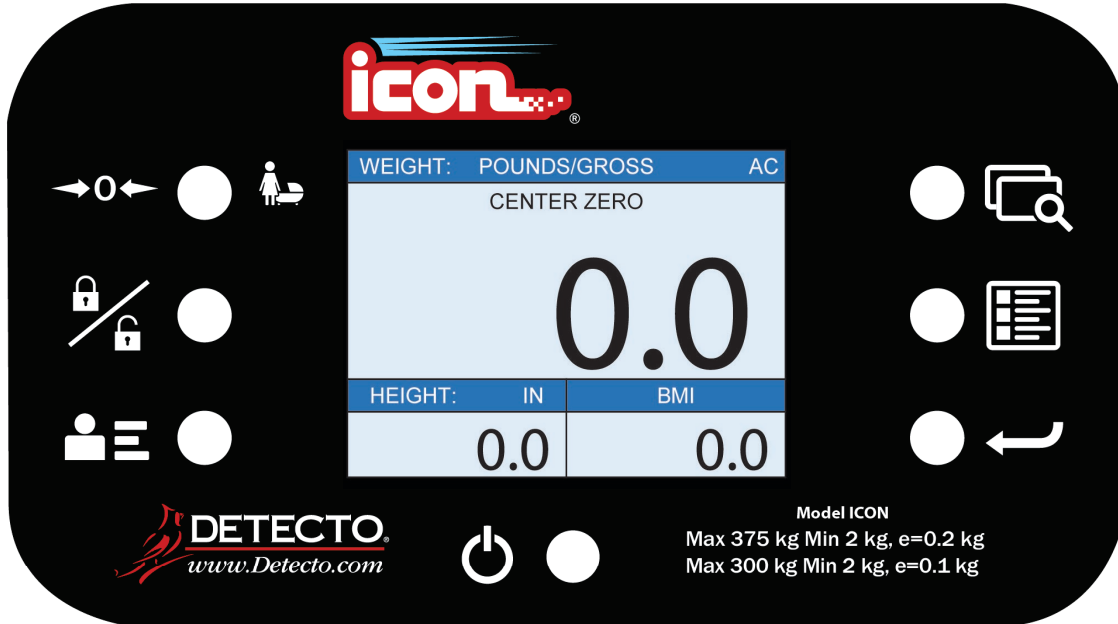 icon®
WEIGHT: POUNDS/GROSS AC
CENTER ZERO
0.0
HEIGHT: IN BMI
0.0 0.0
0
DETECTO®
www.Detecto.com
Model ICON
Max 375 kg Min 2 kg, e=0.2 kg
Max 300 kg Min 2 kg, e=0.1 kg